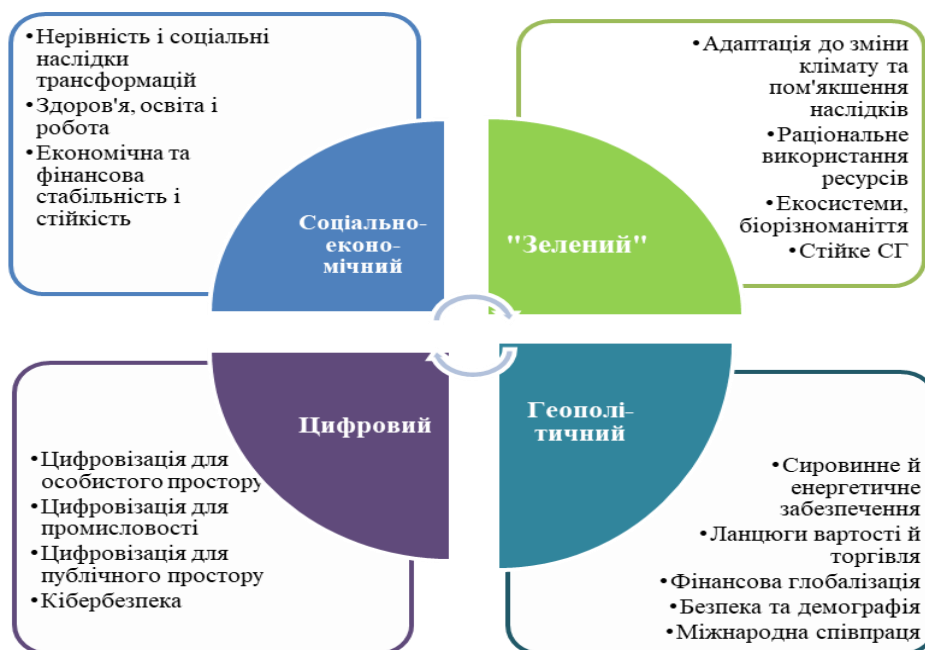 •Нерівність і соціальні
наслідки
трансформацій
•Здоров'я, освіта і
робота
•Економічна та
фінансова
стабільність і
стійкість
Соціально-
еконо-
мічний
•Адаптація до зміни
клімату та
пом'якшення
наслідків
•Раціональне
використання
ресурсів
•Екосистеми,
біорізноманіття
•Стійке СГ
"Зелений"
Цифровий
•Цифровізація для
особистого простору
•Цифровізація для
промисловості
•Цифровізація для
публічного простору
•Кібербезпека
Геополі-
тичний
•Сировинне й
енергетичне
забезпечення
•Ланцюги вартості й
торгівля
•Фінансова глобалізація
•Безпека та демографія
•Міжнародна співпраця